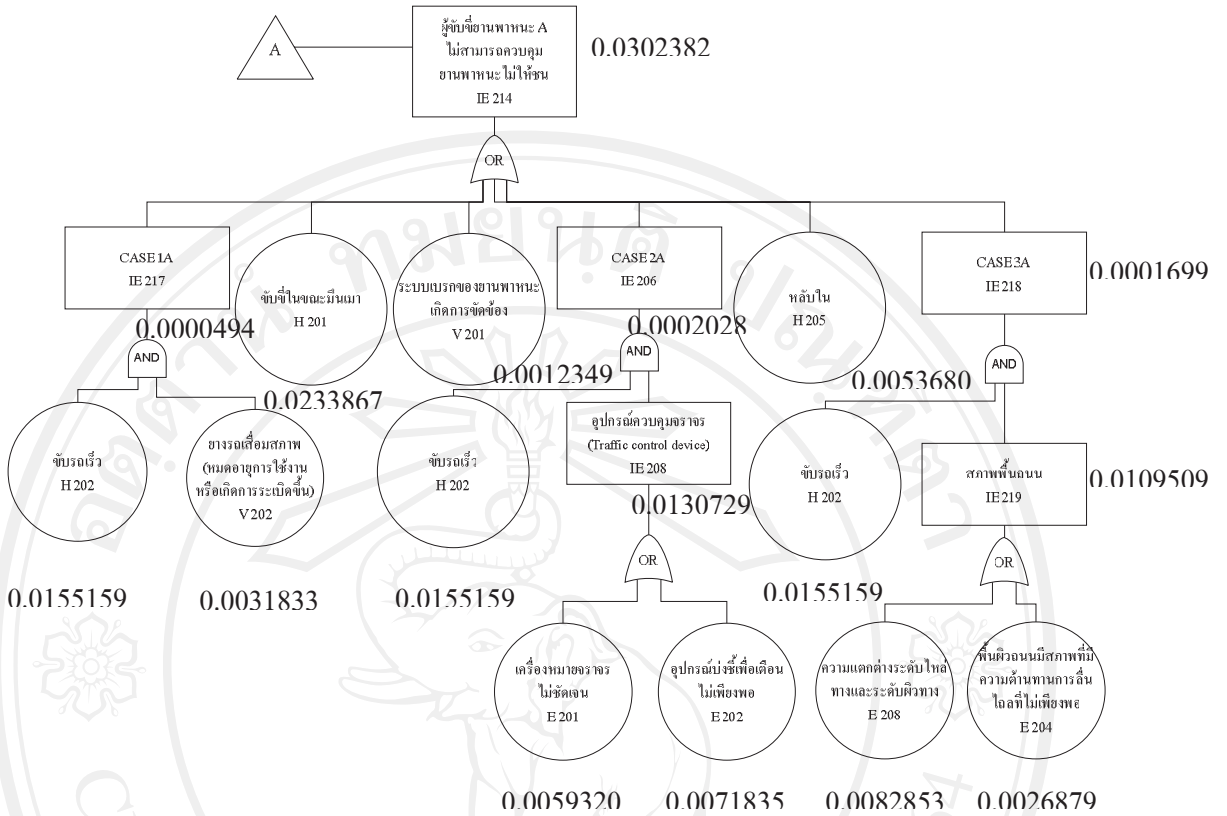 A
ผู้ขับขี่ยานพาหนะ A
ไม่สามารถควบคุม
ยานพาหนะไม่ให้ชน
IE 214
0.0302382
OR
CASE 1A
IE 217
0.0000494
ขับขี่ในขณะมึนเมา
H 201
0.0233867
ระบบเบรกของยานพาหนะ
เกิดการขัดข้อง
V 201
0.0012349
CASE 2A
IE 206
0.0002028
หลับใน
H 205
0.0053680
CASE 3A
IE 218
0.0001699
AND
AND
AND
ขับรถเร็ว
H 202
0.0155159
ยางรถเสื่อมสภาพ
(หมดอายุการใช้งาน
หรือเกิดการระเบิดขึ้น)
V 202
0.0031833
ขับรถเร็ว
H 202
0.0155159
อุปกรณ์ควบคุมจราจร
(Traffic control device)
IE 208
0.0130729
ขับรถเร็ว
H 202
0.0155159
สภาพพื้นถนน
IE 219
0.0109509
OR
OR
เครื่องหมายจราจร
ไม่ชัดเจน
E 201
0.0059320
อุปกรณ์บ่งชี้เพื่อเตือน
ไม่เพียงพอ
E 202
0.0071835
ความแตกต่างระดับไหล่
ทางและระดับผิวทาง
E 208
0.0082853
พื้นผิวถนนมีสภาพที่มี
ความต้านทานการลื่น
ไถลที่ไม่เพียงพอ
E 204
0.0026879